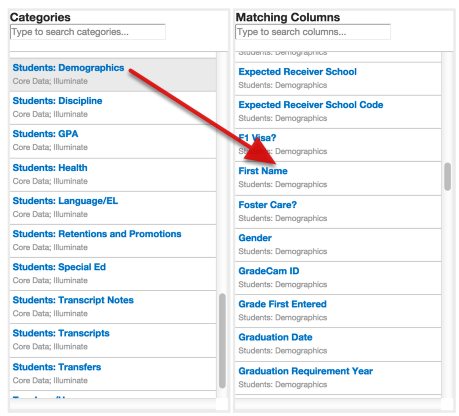 Categories
Type to search categories...
Students: Demographics
Core Data; Illuminate
Students: Discipline
Core Data; Illuminate
Students: GPA
Core Data; Illuminate
Students: Health
Core Data; Illuminate
Students: Language/EL
Core Data; Illuminate
Students: Retentions and Promotions
Core Data; Illuminate
Students: Special Ed
Core Data; Illuminate
Students: Transcript Notes
Core Data; Illuminate
Students: Transcripts
Core Data; Illuminate
Students: Transfers
Core Data; Illuminate
Matching Columns
Type to search columns...
Students: Demographics
Expected Receiver School
Students: Demographics
Expected Receiver School Code
Students: Demographics
F1 Visa?
Students: Demographics
First Name
Students: Demographics
Foster Care?
Students: Demographics
Gender
Students: Demographics
GradeCam ID
Students: Demographics
Grade First Entered
Students: Demographics
Graduation Date
Students: Demographics
Graduation Requirement Year
Students: Demographics